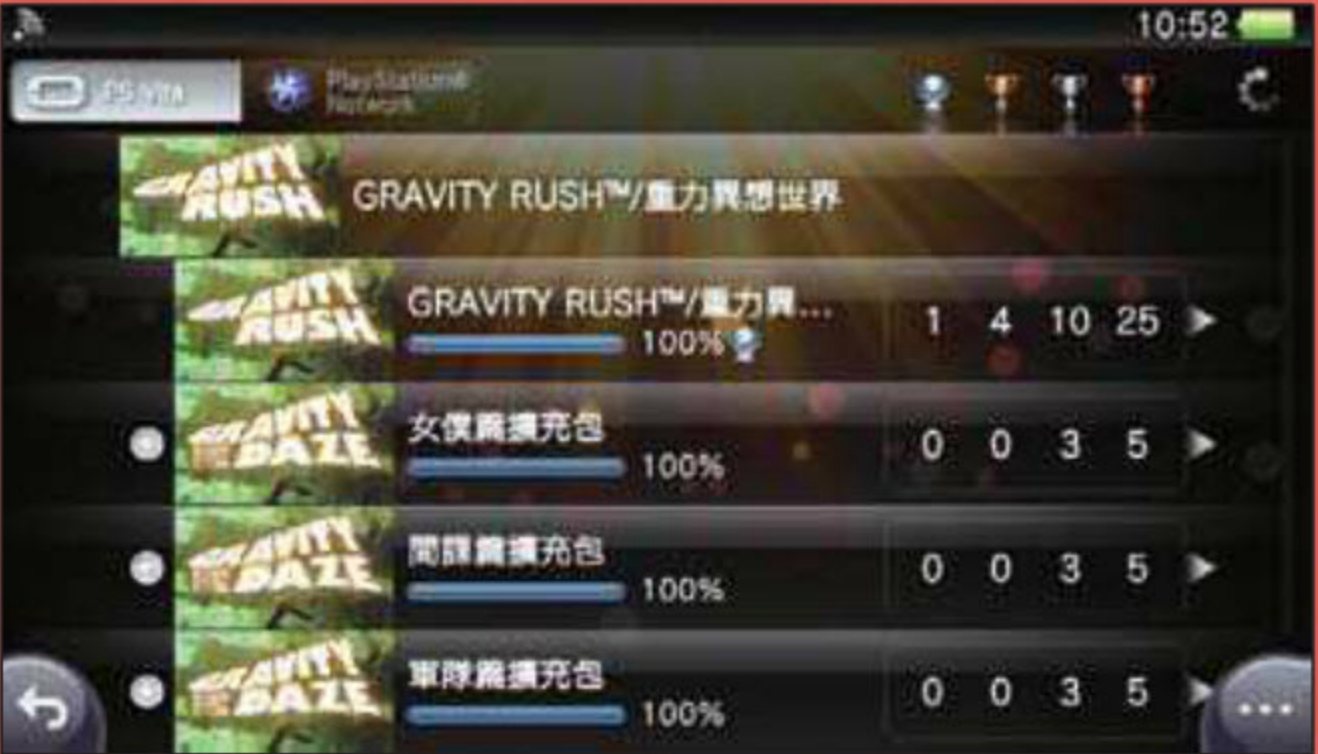 10:52
PS Vita
PlayStation®
Network
GRAVITY RUSH
GRAVITY RUSH™/重力異想世界
GRAVITY RUSH
GRAVITY RUSH™/重力異...
100%
1 4 10 25
GRAVITY DAZE
女僕篇擴充包
100%
0 0 3 5
GRAVITY DAZE
間諜篇擴充包
100%
0 0 3 5
GRAVITY DAZE
軍隊篇擴充包
100%
0 0 3 5